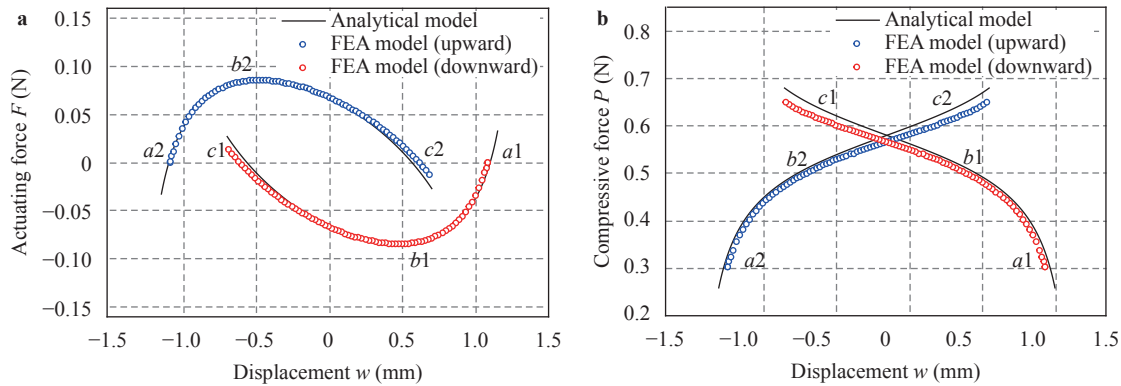 a
Analytical model
FEA model (upward)
FEA model (downward)
Actuating force F (N)
0.15
0.10
0.05
0
−0.05
−0.10
−0.15
b2
a2
c1
c2
a1
b1
−1.5 −1.0 −0.5 0 0.5 1.0 1.5
Displacement w (mm)
b
Analytical model
FEA model (upward)
FEA model (downward)
Compressive force P (N)
0.8
0.7
0.6
0.5
0.4
0.3
0.2
c1
c2
b2
b1
a2
a1
−1.5 −1.0 −0.5 0 0.5 1.0 1.5
Displacement w (mm)